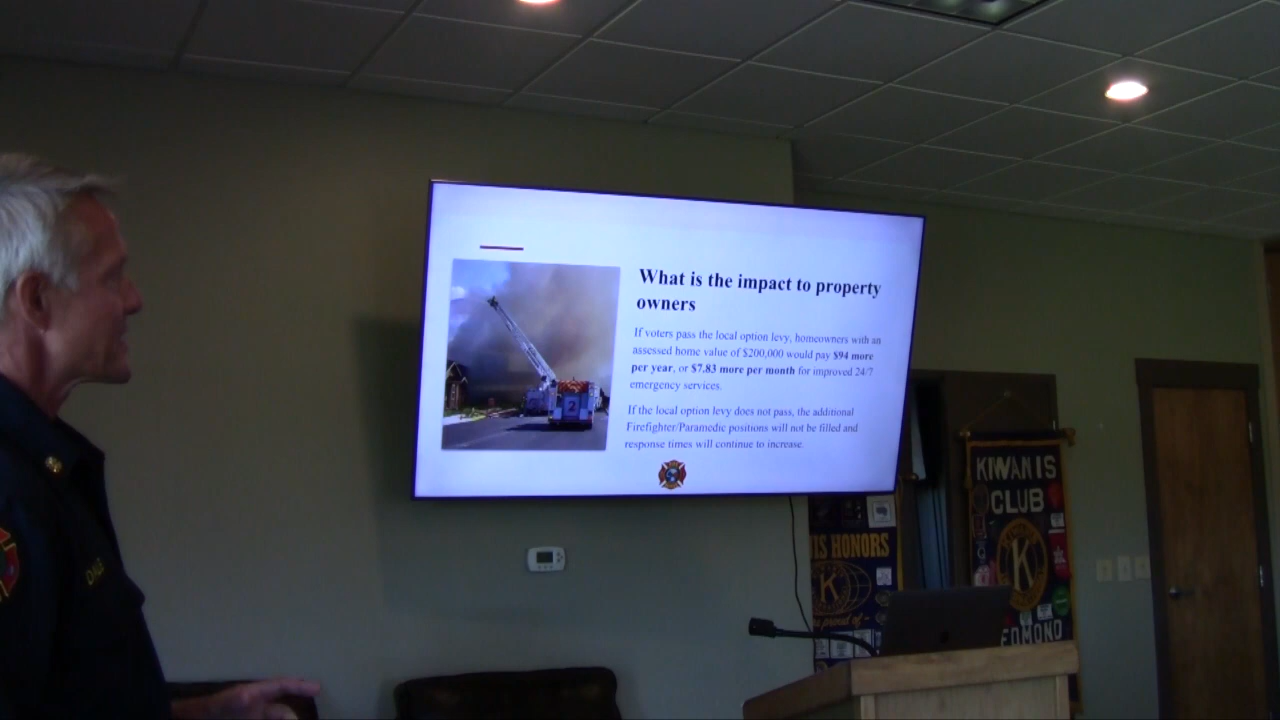 What is the impact to property
owners
If voters pass the local option levy, homeowners with an
assessed home value of $200,000 would pay $94 more
per year, or $7.83 more per month for improved 24/7
emergency services.
If the local option levy does not pass, the additional
Firefighter/Paramedic positions will not be filled and
response times will continue to increase.
2
KIWANIS
CLUB
K
EDMOND
IS HONORS
K
proud of